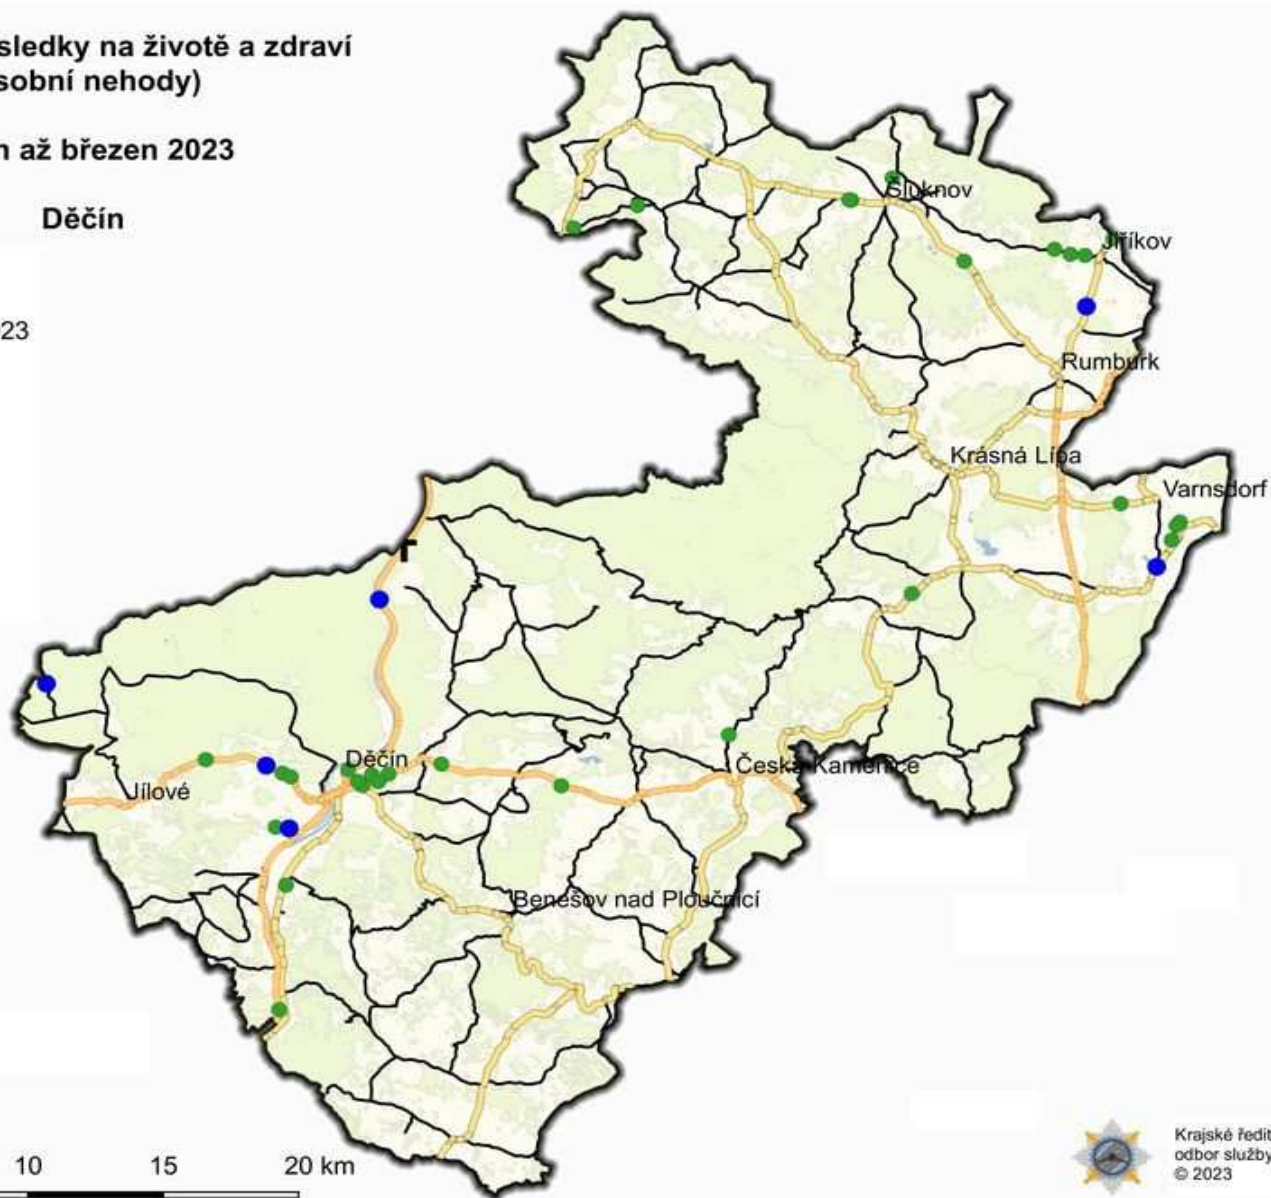 sledky na životě a zdraví
sobní nehody)
n až březen 2023
Děčín
23
Šluknov
Jiříkov
Rumburk
Krásná Lípa
Varnsdorf
Děčín
Česká Kamenice
Jílové
Benešov nad Ploučnicí
10 15 20 km
Krajské ředit
odbor služby
© 2023